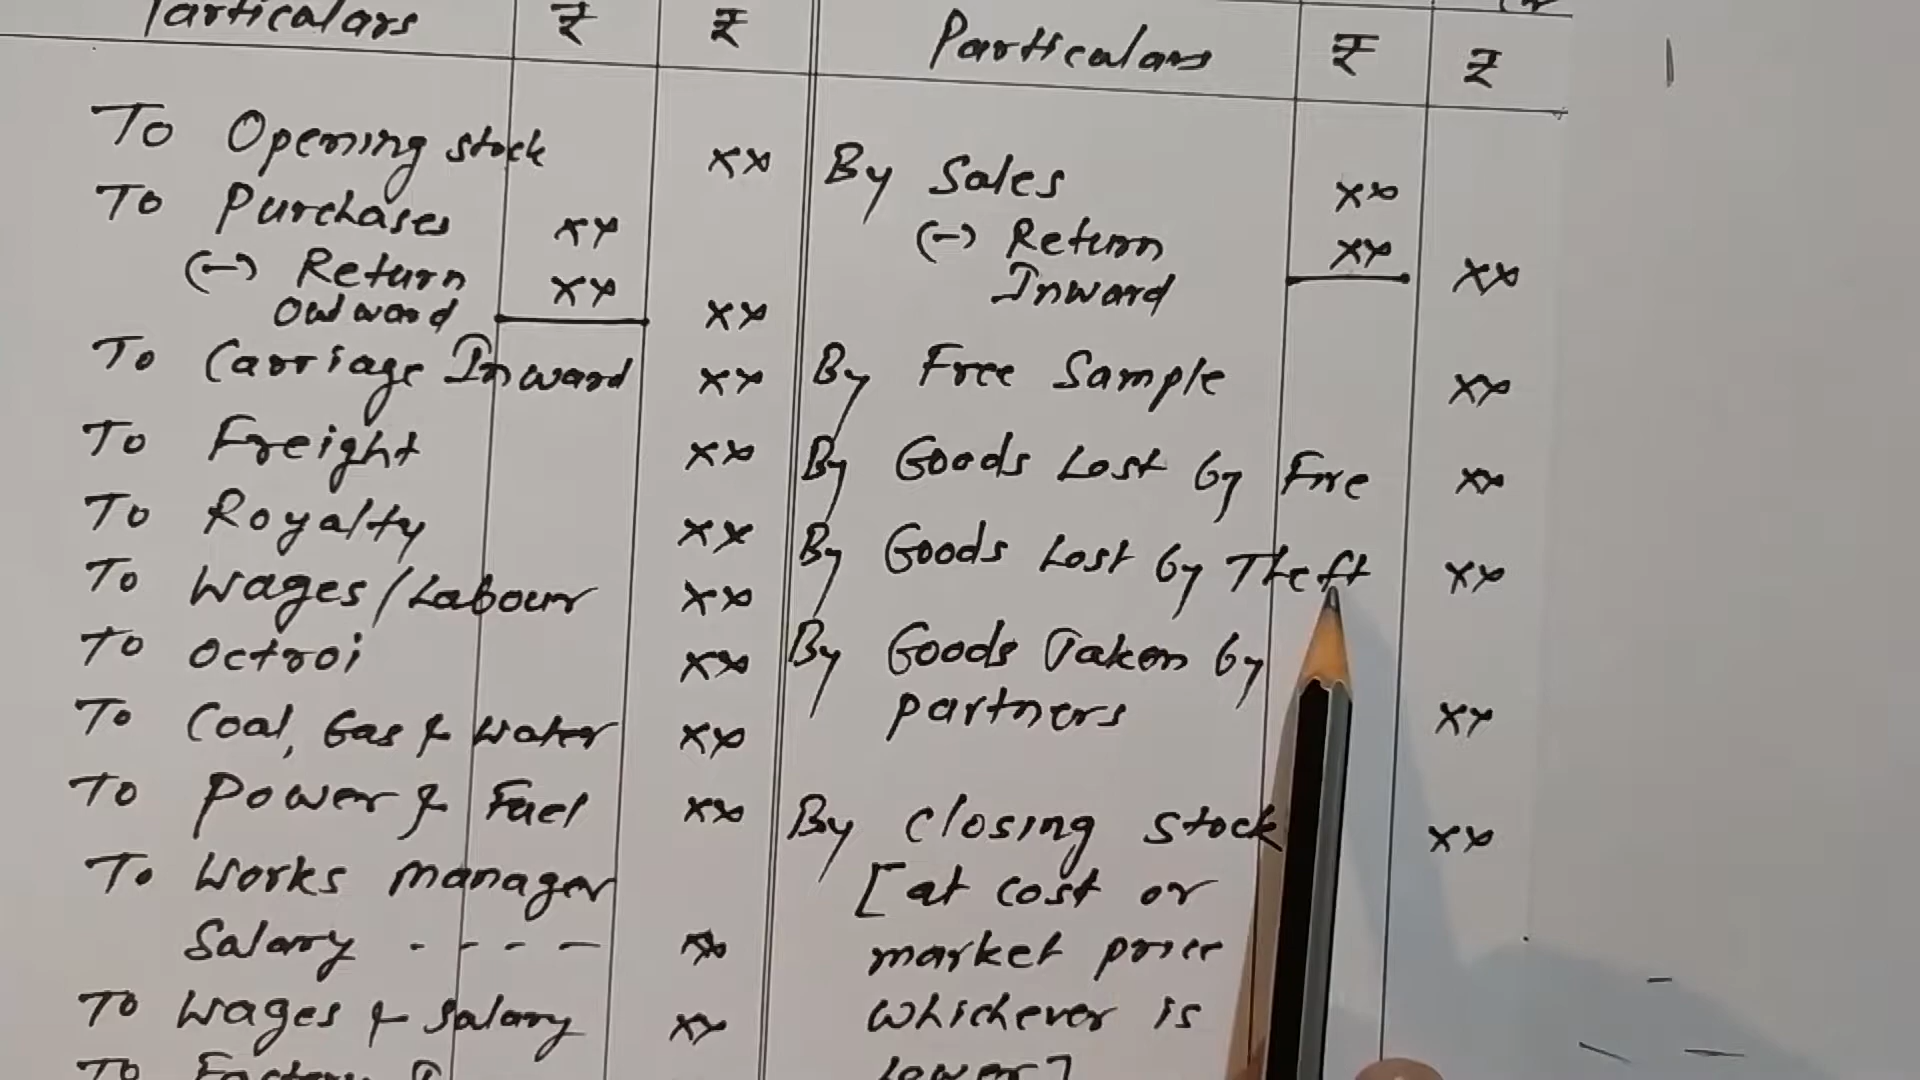 Particulars ₹ ₹
To Opening stock xx
To Purchases xx
(-) Return xx
Outward xx
To Carriage Inward xx
To Freight xx
To Royalty xx
To Wages/Labour xx
To Octroi xx
To Coal, Gas & Water xx
To Power & Fuel xx
To Works manager
Salary - - - - xx
To Wages & Salary xx
To Factory
Particulars ₹ ₹
By Sales xx
(-) Return xx
Inward xx
By Free Sample xx
By Goods Lost by Fire xx
By Goods Lost by Theft xx
By Goods Taken by
partners xx
By Closing Stock xx
[at cost or
market price
whichever is
lower]